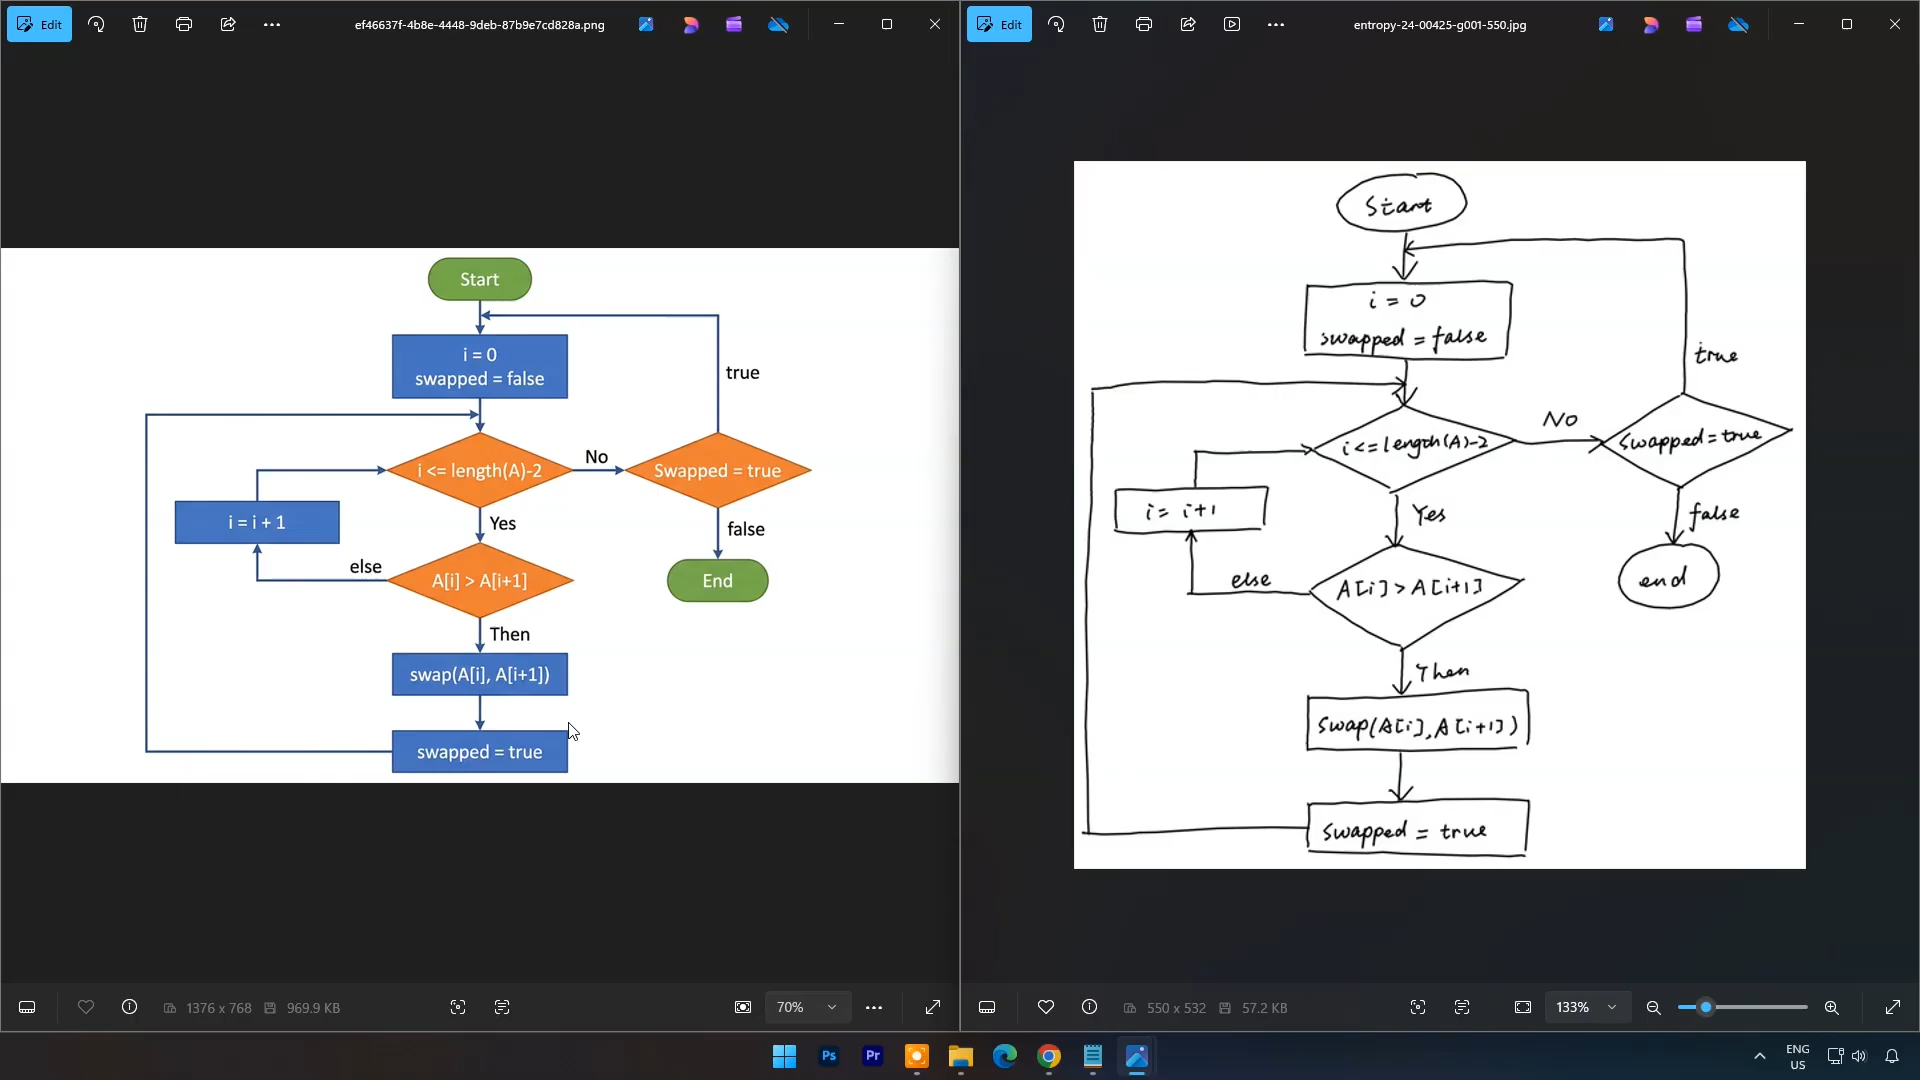 Edit
ef46637f-4b8e-4448-9deb-87b9e7cd828a.png
Start
i = 0
swapped = false
true
i <= length(A)-2
No
Swapped = true
i = i + 1
Yes
false
else
A[i] > A[i+1]
End
Then
swap(A[i], A[i+1])
swapped = true
1376 x 768
969.9 KB
70%
Edit
entropy-24-00425-g001-550.jpg
Start
i = 0
swapped = false
true
i<=length(A)-2
No
Swapped=true
i= i+1
Yes
false
else
A[i]>A[i+1]
end
Then
Swap(A[i],A[i+1])
Swapped = true
550 x 532
57.2 KB
133%
Ps
Pr
ENG
US